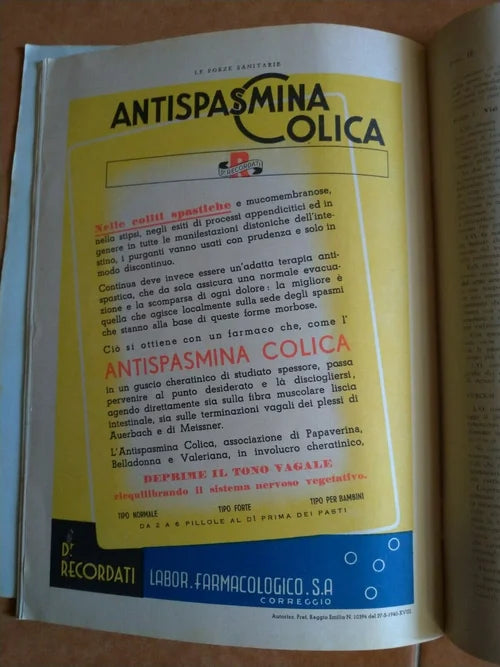 LE FORZE SANITARIE
ANTISPASMINA
COLICA
R
Dr. RECORDATI
Nelle coliti spastiche e mucomembranose,
nella stipsi, negli esiti di processi appendicitici ed in
genere in tutte le manifestazioni distoniche dell'inte-
stino, i purganti vanno usati con prudenza e solo in
modo discontinuo.
Continua deve invece essere un'adatta terapia anti-
spastica, che da sola assicura una normale evacua-
zione e la scomparsa di ogni dolore: la migliore è
quella che agisce localmente sulla sede degli spasmi
che stanno alla base di queste forme morbose.
Ciò si ottiene con un farmaco che, come l'
ANTISPASMINA COLICA
in un guscio cheratinico di studiato spessore, possa
pervenire al punto desiderato e là disciogliersi,
agendo direttamente sia sulla fibra muscolare liscia
intestinale, sia sulle terminazioni vagali dei plessi di
Auerbach e di Meissner.
L'Antispasmina Colica, associazione di Papaverina,
Belladonna e Valeriana, in involucro cheratinico,
DEPRIME IL TONO VAGALE
riequilibrando il sistema nervoso vegetativo.
TIPO NORMALE TIPO FORTE TIPO PER BAMBINI
DA 2 A 6 PILLOLE AL DÌ PRIMA DEI PASTI
Dr.
RECORDATI
LABOR. FARMACOLOGICO. S.A
CORREGGIO